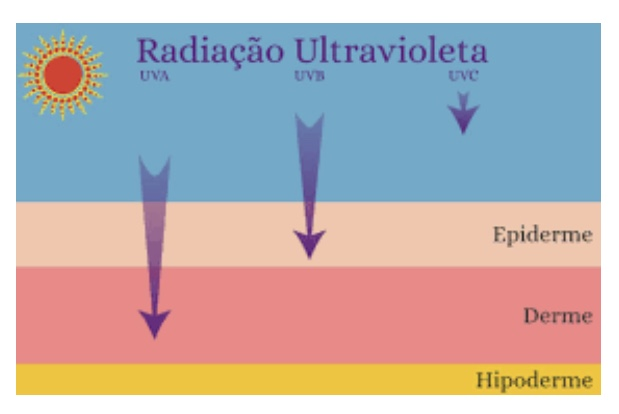 Radiação Ultravioleta
UVA UVB UVC
Epiderme
Derme
Hipoderme